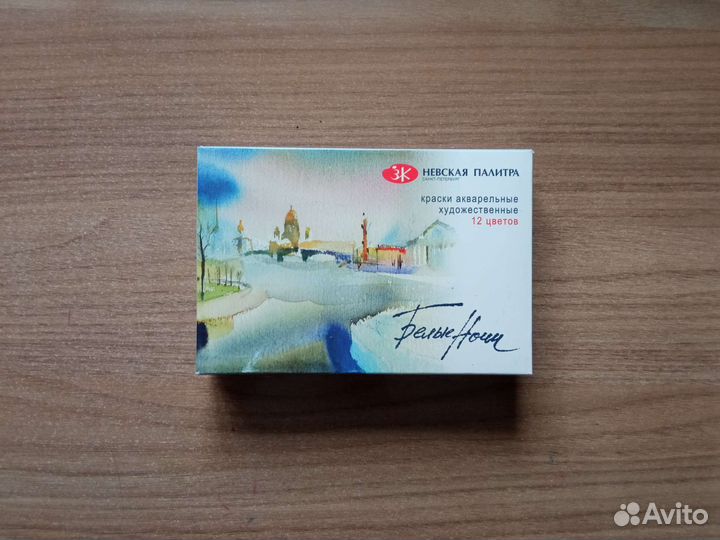 ЗК НЕВСКАЯ ПАЛИТРА
САНКТ-ПЕТЕРБУРГ
краски акварельные
художественные
12 цветов
Белые Ночи
Avito